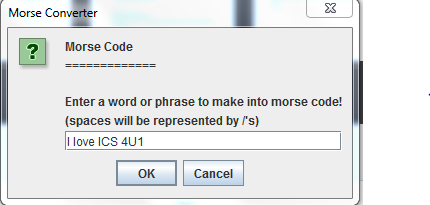 Morse Converter
?
Morse Code
=============
Enter a word or phrase to make into morse code!
(spaces will be represented by /'s)
I love ICS 4U1
OK Cancel